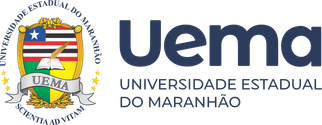 UNIVERSIDADE ESTADUAL DO MARANHÃO
UEMA
SCIENTIA AD VITAM
Uema
UNIVERSIDADE ESTADUAL
DO MARANHÃO